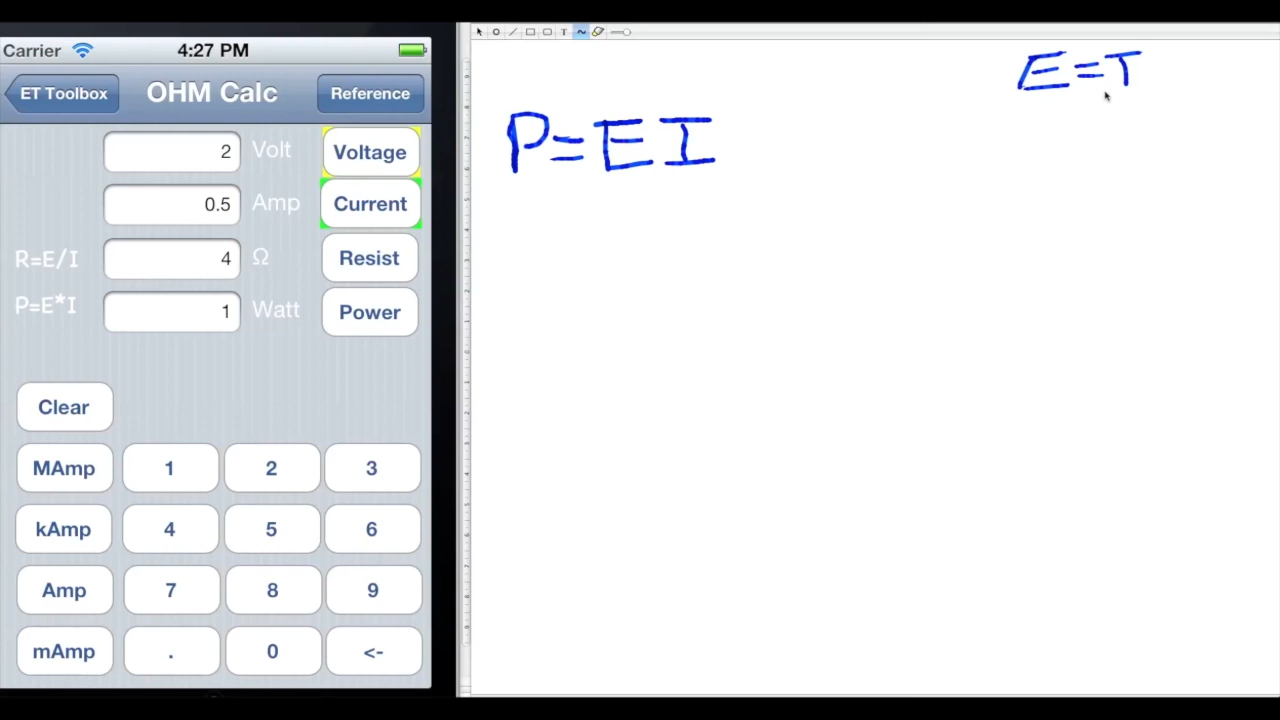 Carrier 4:27 PM
ET Toolbox OHM Calc Reference
2 Volt Voltage
0.5 Amp Current
R=E/I 4 Ω Resist
P=E*I 1 Watt Power
Clear
MAmp 1 2 3
kAmp 4 5 6
Amp 7 8 9
mAmp . 0 <-
T
E=T
P=EI